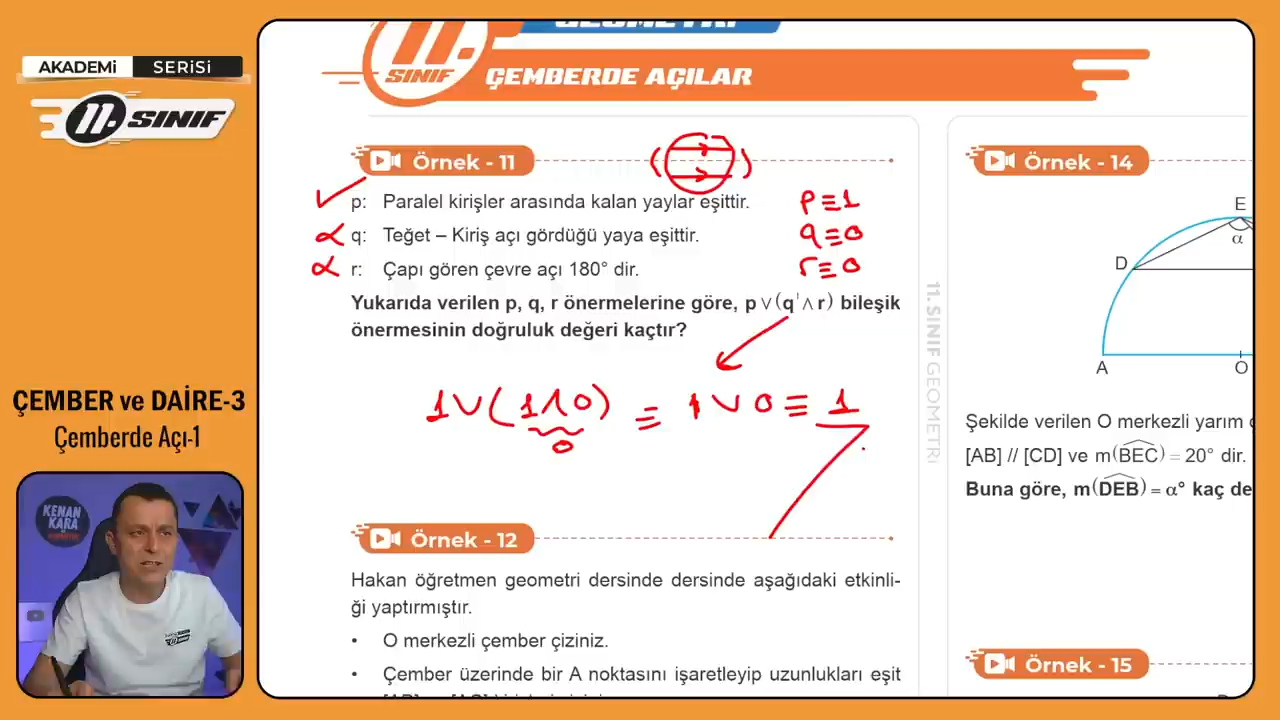 AKADEMİ SERİSİ
11. SINIF
ÇEMBER ve DAİRE-3
Çemberde Açı-1
KENAN
KARA
11.
SINIF
ÇEMBERDE AÇILAR
Örnek - 11
p: Paralel kirişler arasında kalan yaylar eşittir.
p ≡ 1
q: Teğet – Kiriş açı gördüğü yaya eşittir.
q ≡ 0
r: Çapı gören çevre açı 180° dir.
r ≡ 0
Yukarıda verilen p, q, r önermelerine göre, p ∨ (q' ∧ r) bileşik
önermesinin doğruluk değeri kaçtır?
1 ∨ (1 ∧ 0) ≡ 1 ∨ 0 ≡ 1
0
Örnek - 12
Hakan öğretmen geometri dersinde dersinde aşağıdaki etkinli-
ği yaptırmıştır.
• O merkezli çember çiziniz.
• Çember üzerinde bir A noktasını işaretleyip uzunlukları eşit
11. SINIF GEOMETRİ
Örnek - 14
E
α
D
A
O
Şekilde verilen O merkezli yarım
[AB] // [CD] ve m(BEC) = 20° dir.
Buna göre, m(DEB) = α° kaç de
Örnek - 15